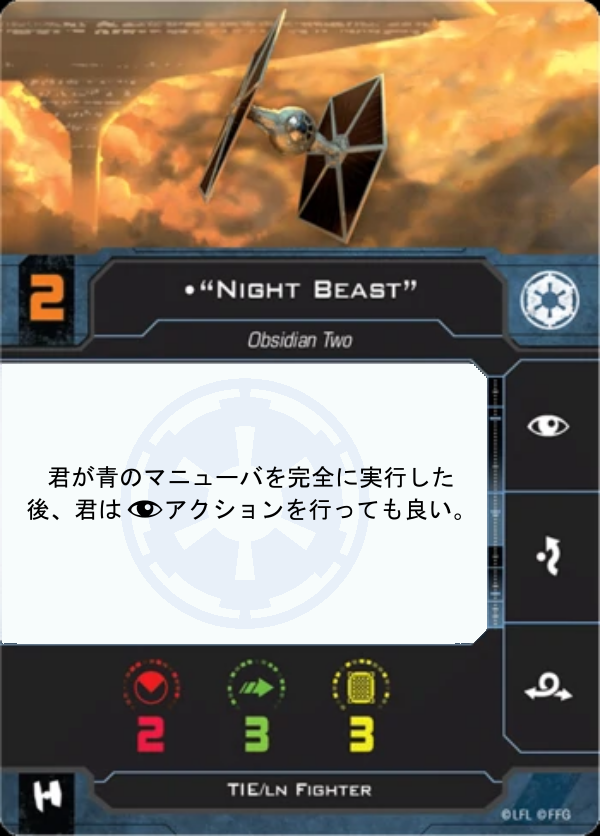 2
•“Night Beast”
Obsidian Two
君が青のマニューバを完全に実行した
後、君はアクションを行っても良い。
2 3 3
TIE/ln Fighter
©LFL ©FFG